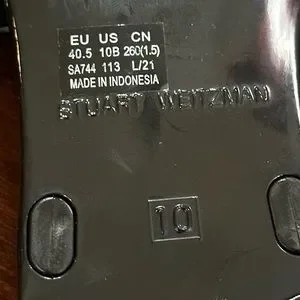 EU US CN
40.5 10B 260(1.5)
SA744 113 L/21
MADE IN INDONESIA
STUART WEITZMAN
10